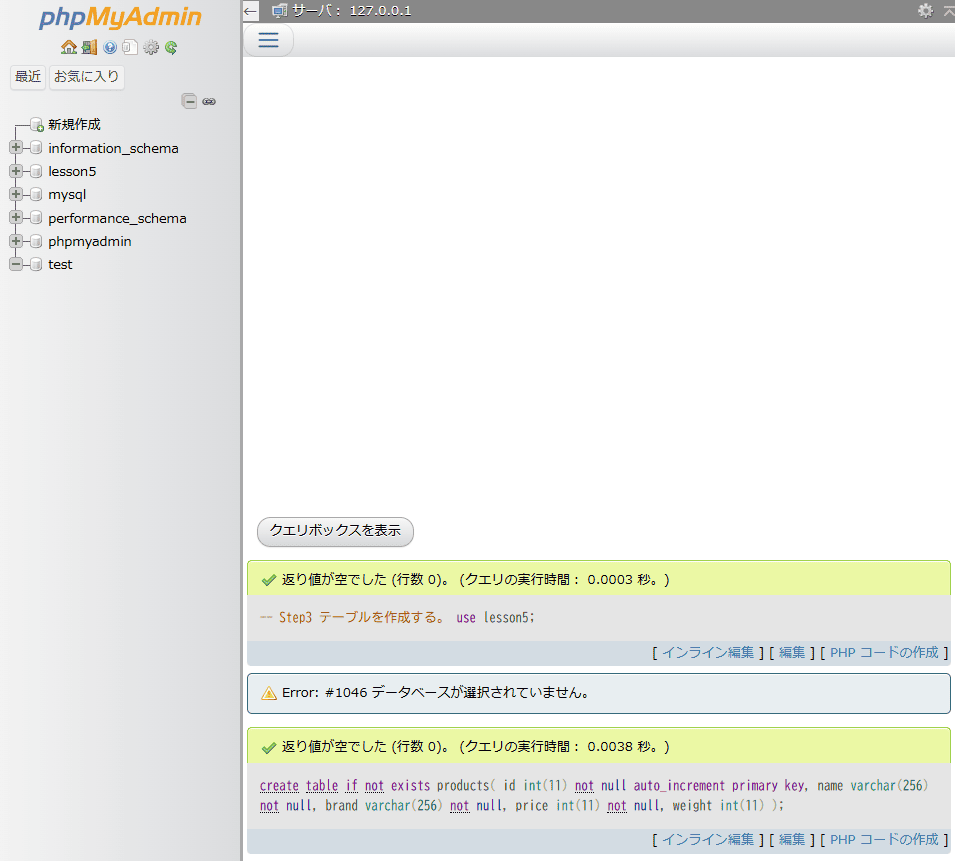 phpMyAdmin
最近 お気に入り
新規作成
information_schema
lesson5
mysql
performance_schema
phpmyadmin
test
サーバ： 127.0.0.1
クエリボックスを表示
返り値が空でした (行数 0)。 (クエリの実行時間： 0.0003 秒。)
-- Step3 テーブルを作成する。 use lesson5;
[ インライン編集 ] [ 編集 ] [ PHP コードの作成 ]
Error: #1046 データベースが選択されていません。
返り値が空でした (行数 0)。 (クエリの実行時間： 0.0038 秒。)
create table if not exists products( id int(11) not null auto_increment primary key, name varchar(256)
not null, brand varchar(256) not null, price int(11) not null, weight int(11) );
[ インライン編集 ] [ 編集 ] [ PHP コードの作成 ]